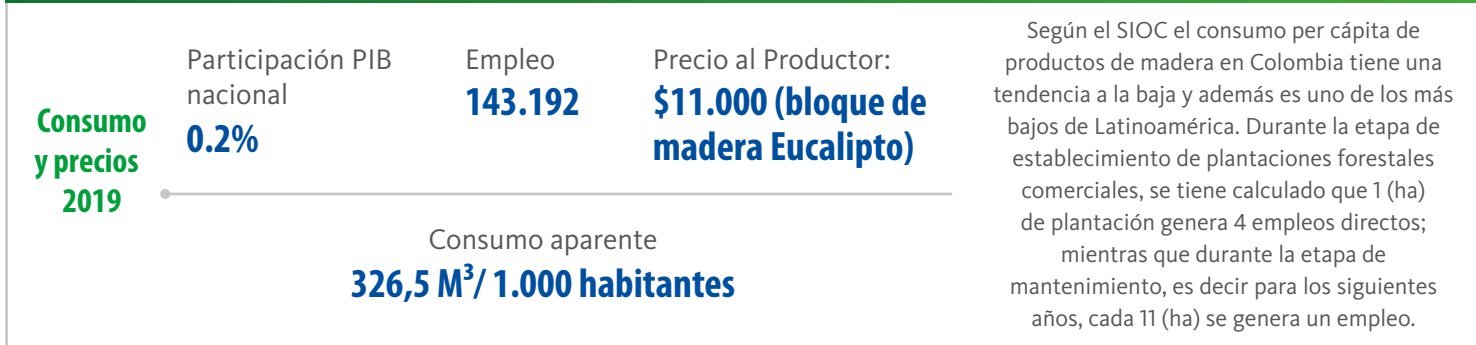 Consumo
y precios
2019
Participación PIB
nacional
0.2%
Empleo
143.192
Precio al Productor:
$11.000 (bloque de
madera Eucalipto)
Consumo aparente
326,5 M³/ 1.000 habitantes
Según el SIOC el consumo per cápita de
productos de madera en Colombia tiene una
tendencia a la baja y además es uno de los más
bajos de Latinoamérica. Durante la etapa de
establecimiento de plantaciones forestales
comerciales, se tiene calculado que 1 (ha)
de plantación genera 4 empleos directos;
mientras que durante la etapa de
mantenimiento, es decir para los siguientes
años, cada 11 (ha) se genera un empleo.